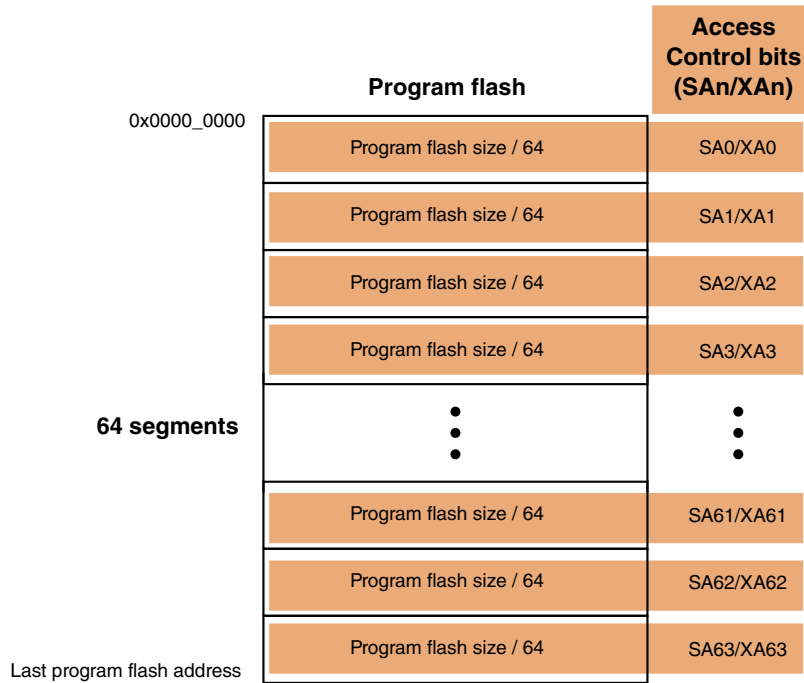 Access
Control bits
(SAn/XAn)
Program flash
0x0000_0000
Program flash size / 64 SA0/XA0
Program flash size / 64 SA1/XA1
Program flash size / 64 SA2/XA2
Program flash size / 64 SA3/XA3
64 segments
Program flash size / 64 SA61/XA61
Program flash size / 64 SA62/XA62
Program flash size / 64 SA63/XA63
Last program flash address